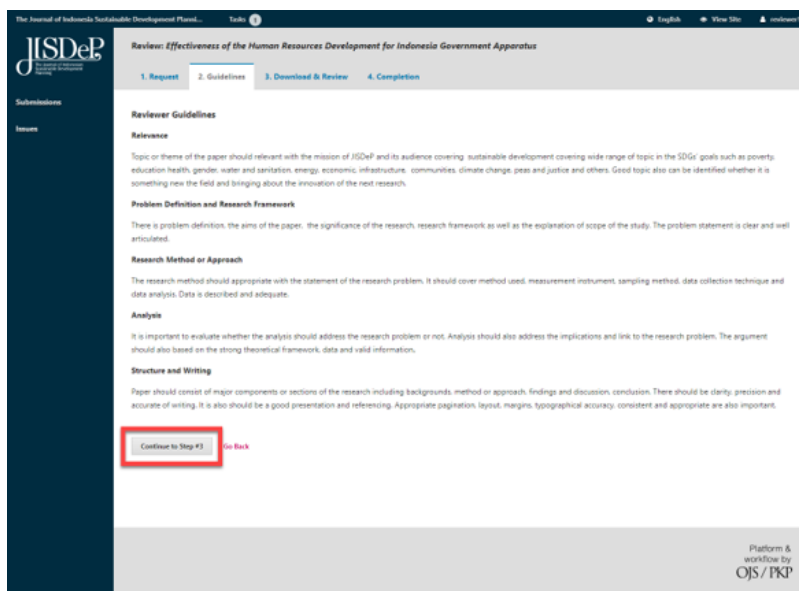 The Journal of Indonesia Sustainable Development Planni...
Tasks 1
English
View Site
reviewer1
JISDeP
The Journal of Indonesia
Sustainable Development
Planning
Submissions
Issues
Review: Effectiveness of the Human Resources Development for Indonesia Government Apparatus
1. Request 2. Guidelines 3. Download & Review 4. Completion
Reviewer Guidelines
Relevance
Topic or theme of the paper should relevant with the mission of JISDeP and its audience covering sustainable development covering wide range of topic in the SDGs' goals such as poverty,
education health, gender, water and sanitation, energy, economic, infrastructure, communities, climate change, peas and justice and others. Good topic also can be identified whether it is
something new the field and bringing about the innovation of the next research.
Problem Definition and Research Framework
There is problem definition, the aims of the paper, the significance of the research, research framework as well as the explanation of scope of the study. The problem statement is clear and well
articulated.
Research Method or Approach
The research method should appropriate with the statement of the research problem. It should cover method used, measurement instrument, sampling method, data collection technique and
data analysis. Data is described and adequate.
Analysis
It is important to evaluate whether the analysis should address the research problem or not. Analysis should also address the implications and link to the research problem. The argument
should also based on the strong theoretical framework, data and valid information.
Structure and Writing
Paper should consist of major components or sections of the research including backgrounds, method or approach, findings and discussion, conclusion. There should be clarity, precision and
accurate of writing. It is also should be a good presentation and referencing. Appropriate pagination, layout, margins, typographical accuracy, consistent and appropriate are also important.
Continue to Step #3 Go Back
Platform &
workflow by
OJS / PKP